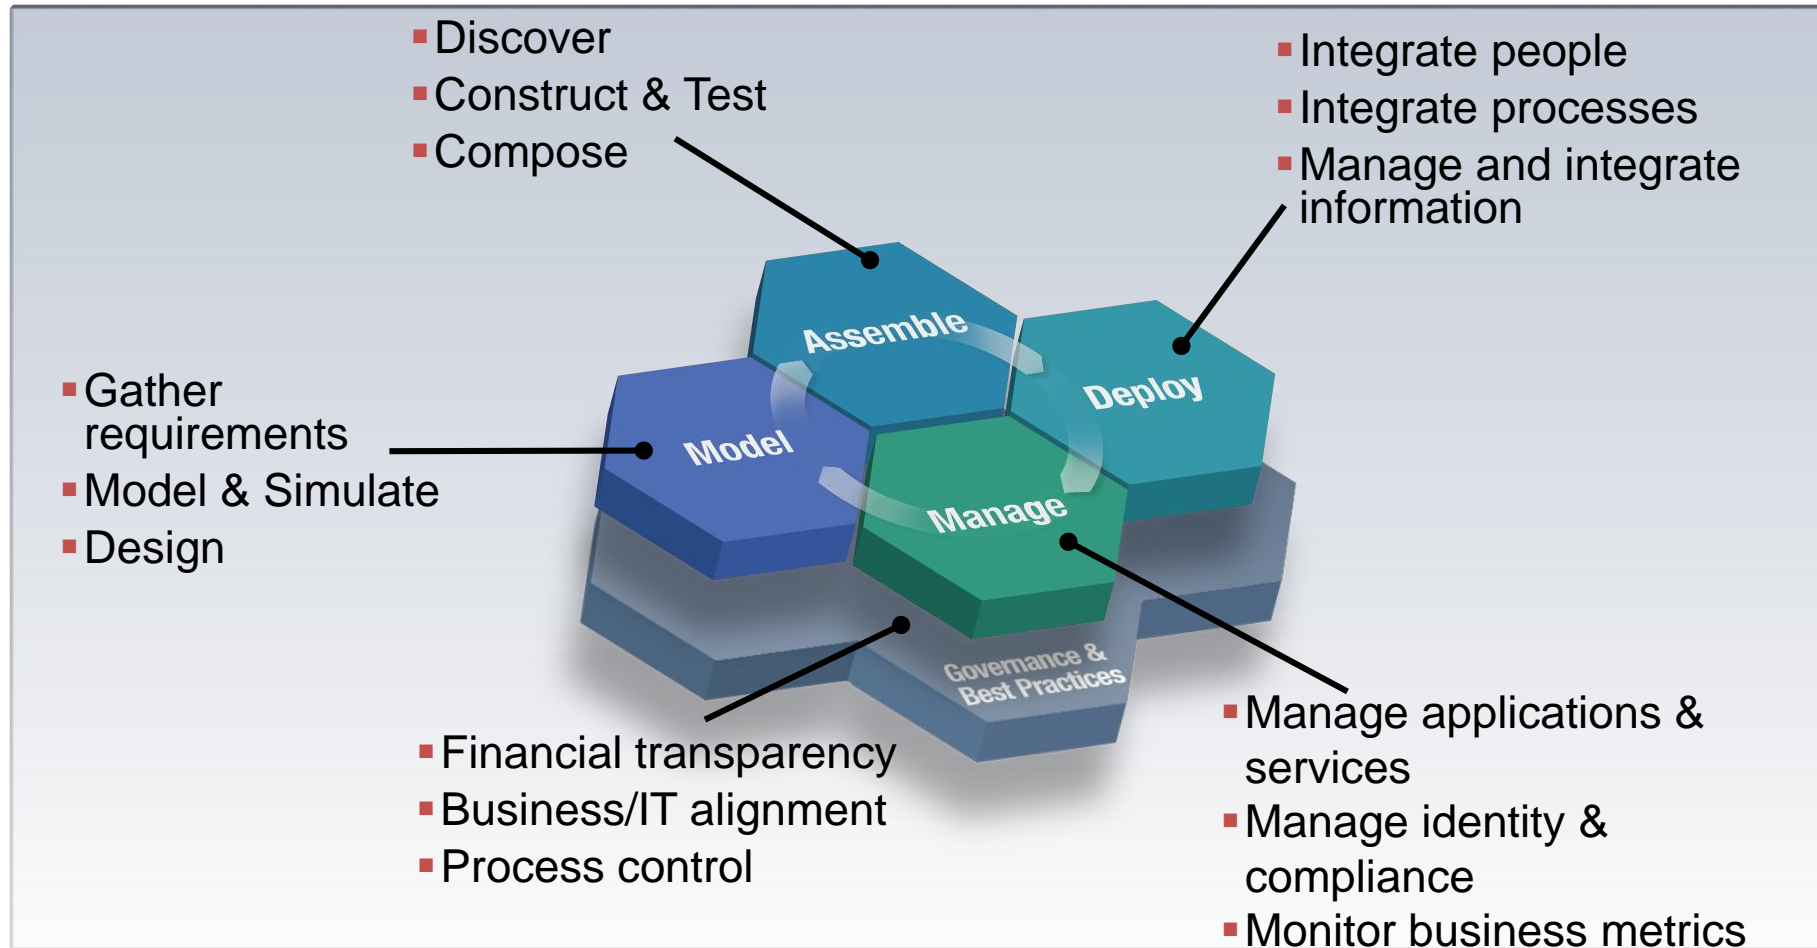 ▪Discover
▪Construct & Test
▪Compose
▪Integrate people
▪Integrate processes
▪Manage and integrate
information
Assemble
Deploy
Model
Manage
▪Gather
requirements
▪Model & Simulate
▪Design
Governance &
Best Practices
▪Financial transparency
▪Business/IT alignment
▪Process control
▪Manage applications &
services
▪Manage identity &
compliance
▪Monitor business metrics